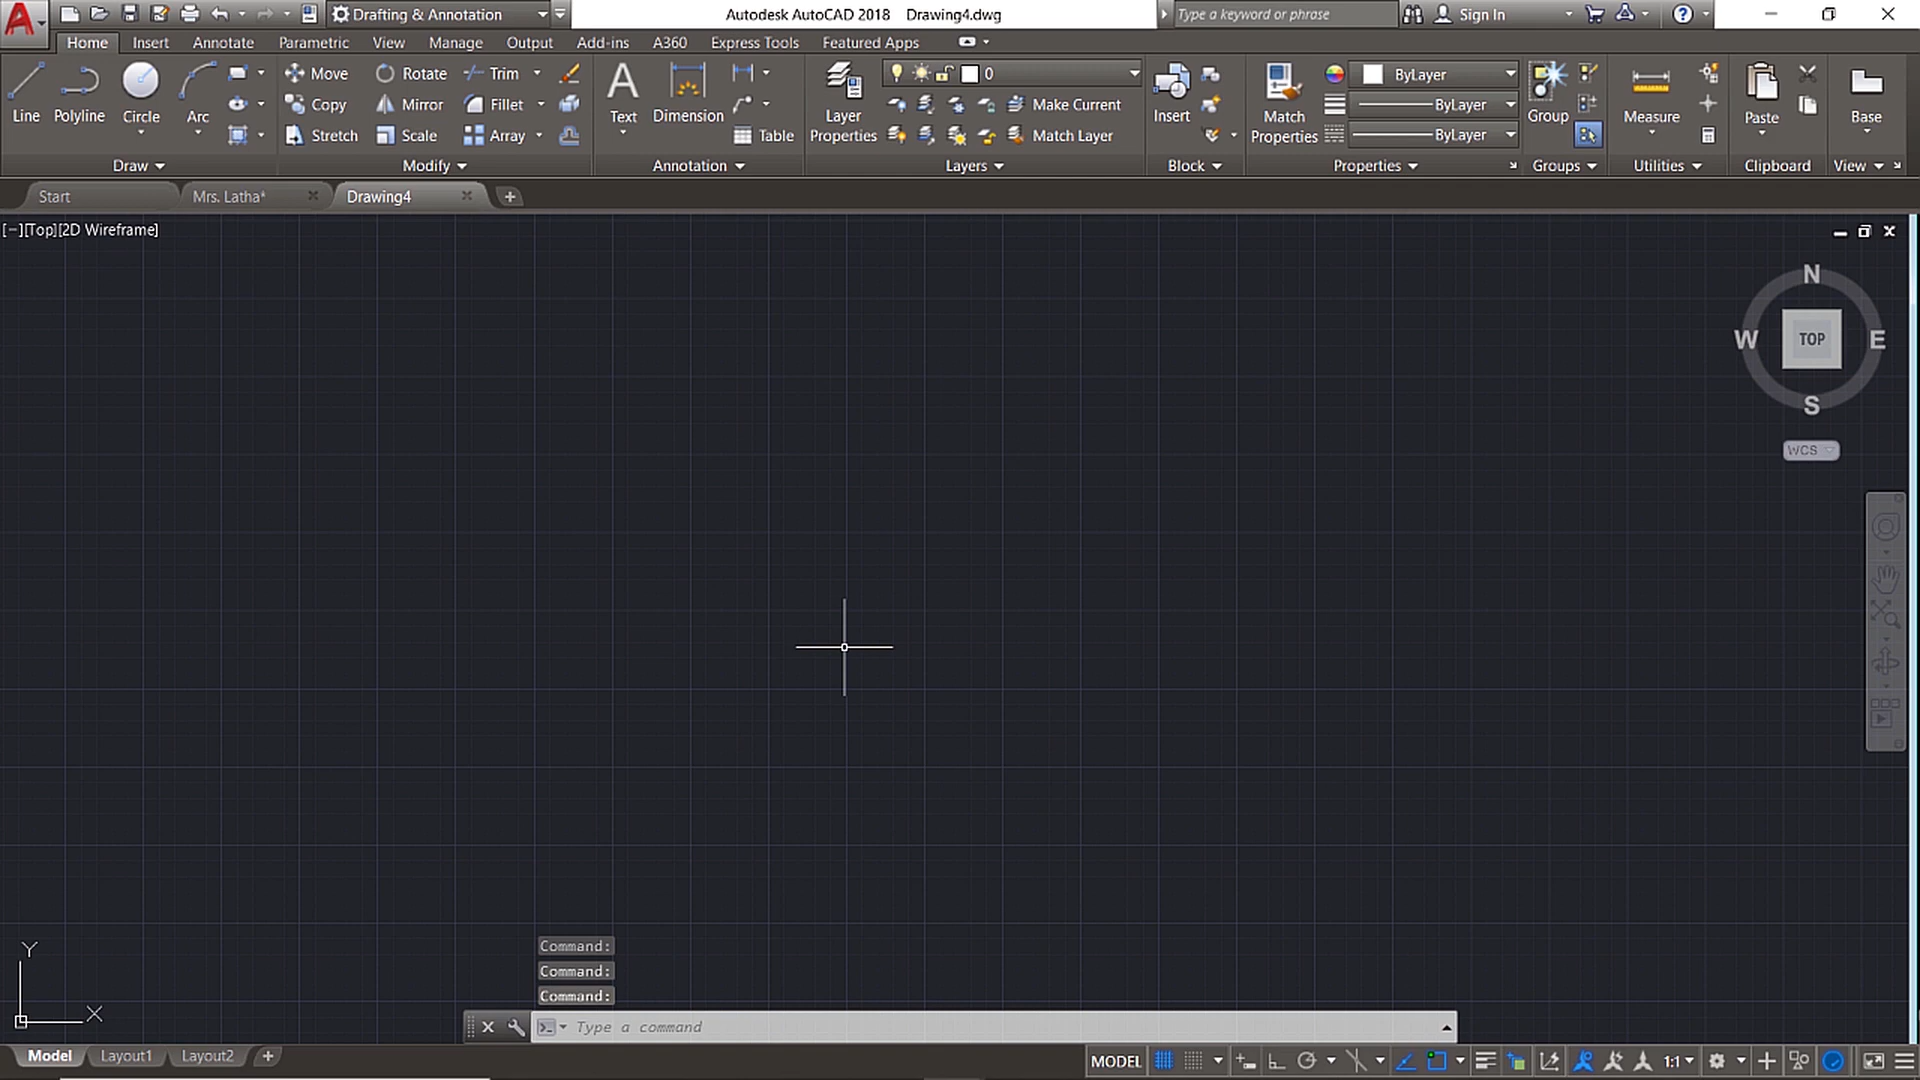 Drafting & Annotation
Autodesk AutoCAD 2018 Drawing4.dwg
Type a keyword or phrase
Sign In
Home Insert Annotate Parametric View Manage Output Add-ins A360 Express Tools Featured Apps
Line Polyline Circle Arc
Move Rotate Trim
Copy Mirror Fillet
Stretch Scale Array
Text Dimension Table
Layer Properties
0
Make Current
Match Layer
Insert
Match Properties
ByLayer
ByLayer
ByLayer
Group Measure Paste Base
Draw Modify Annotation Layers Block Properties Groups Utilities Clipboard View
Start Mrs. Latha* Drawing4
[−][Top][2D Wireframe]
N
W TOP E
S
WCS
Y
X
Command:
Command:
Command:
Type a command
Model Layout1 Layout2
MODEL 1:1